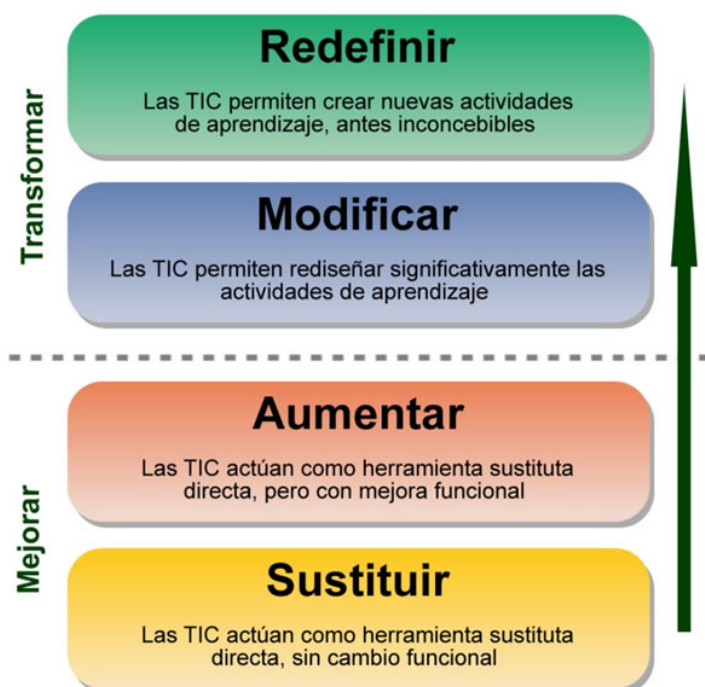 Transformar
Redefinir
Las TIC permiten crear nuevas actividades
de aprendizaje, antes inconcebibles
Modificar
Las TIC permiten rediseñar significativamente las
actividades de aprendizaje
Mejorar
Aumentar
Las TIC actúan como herramienta sustituta
directa, pero con mejora funcional
Sustituir
Las TIC actúan como herramienta sustituta
directa, sin cambio funcional